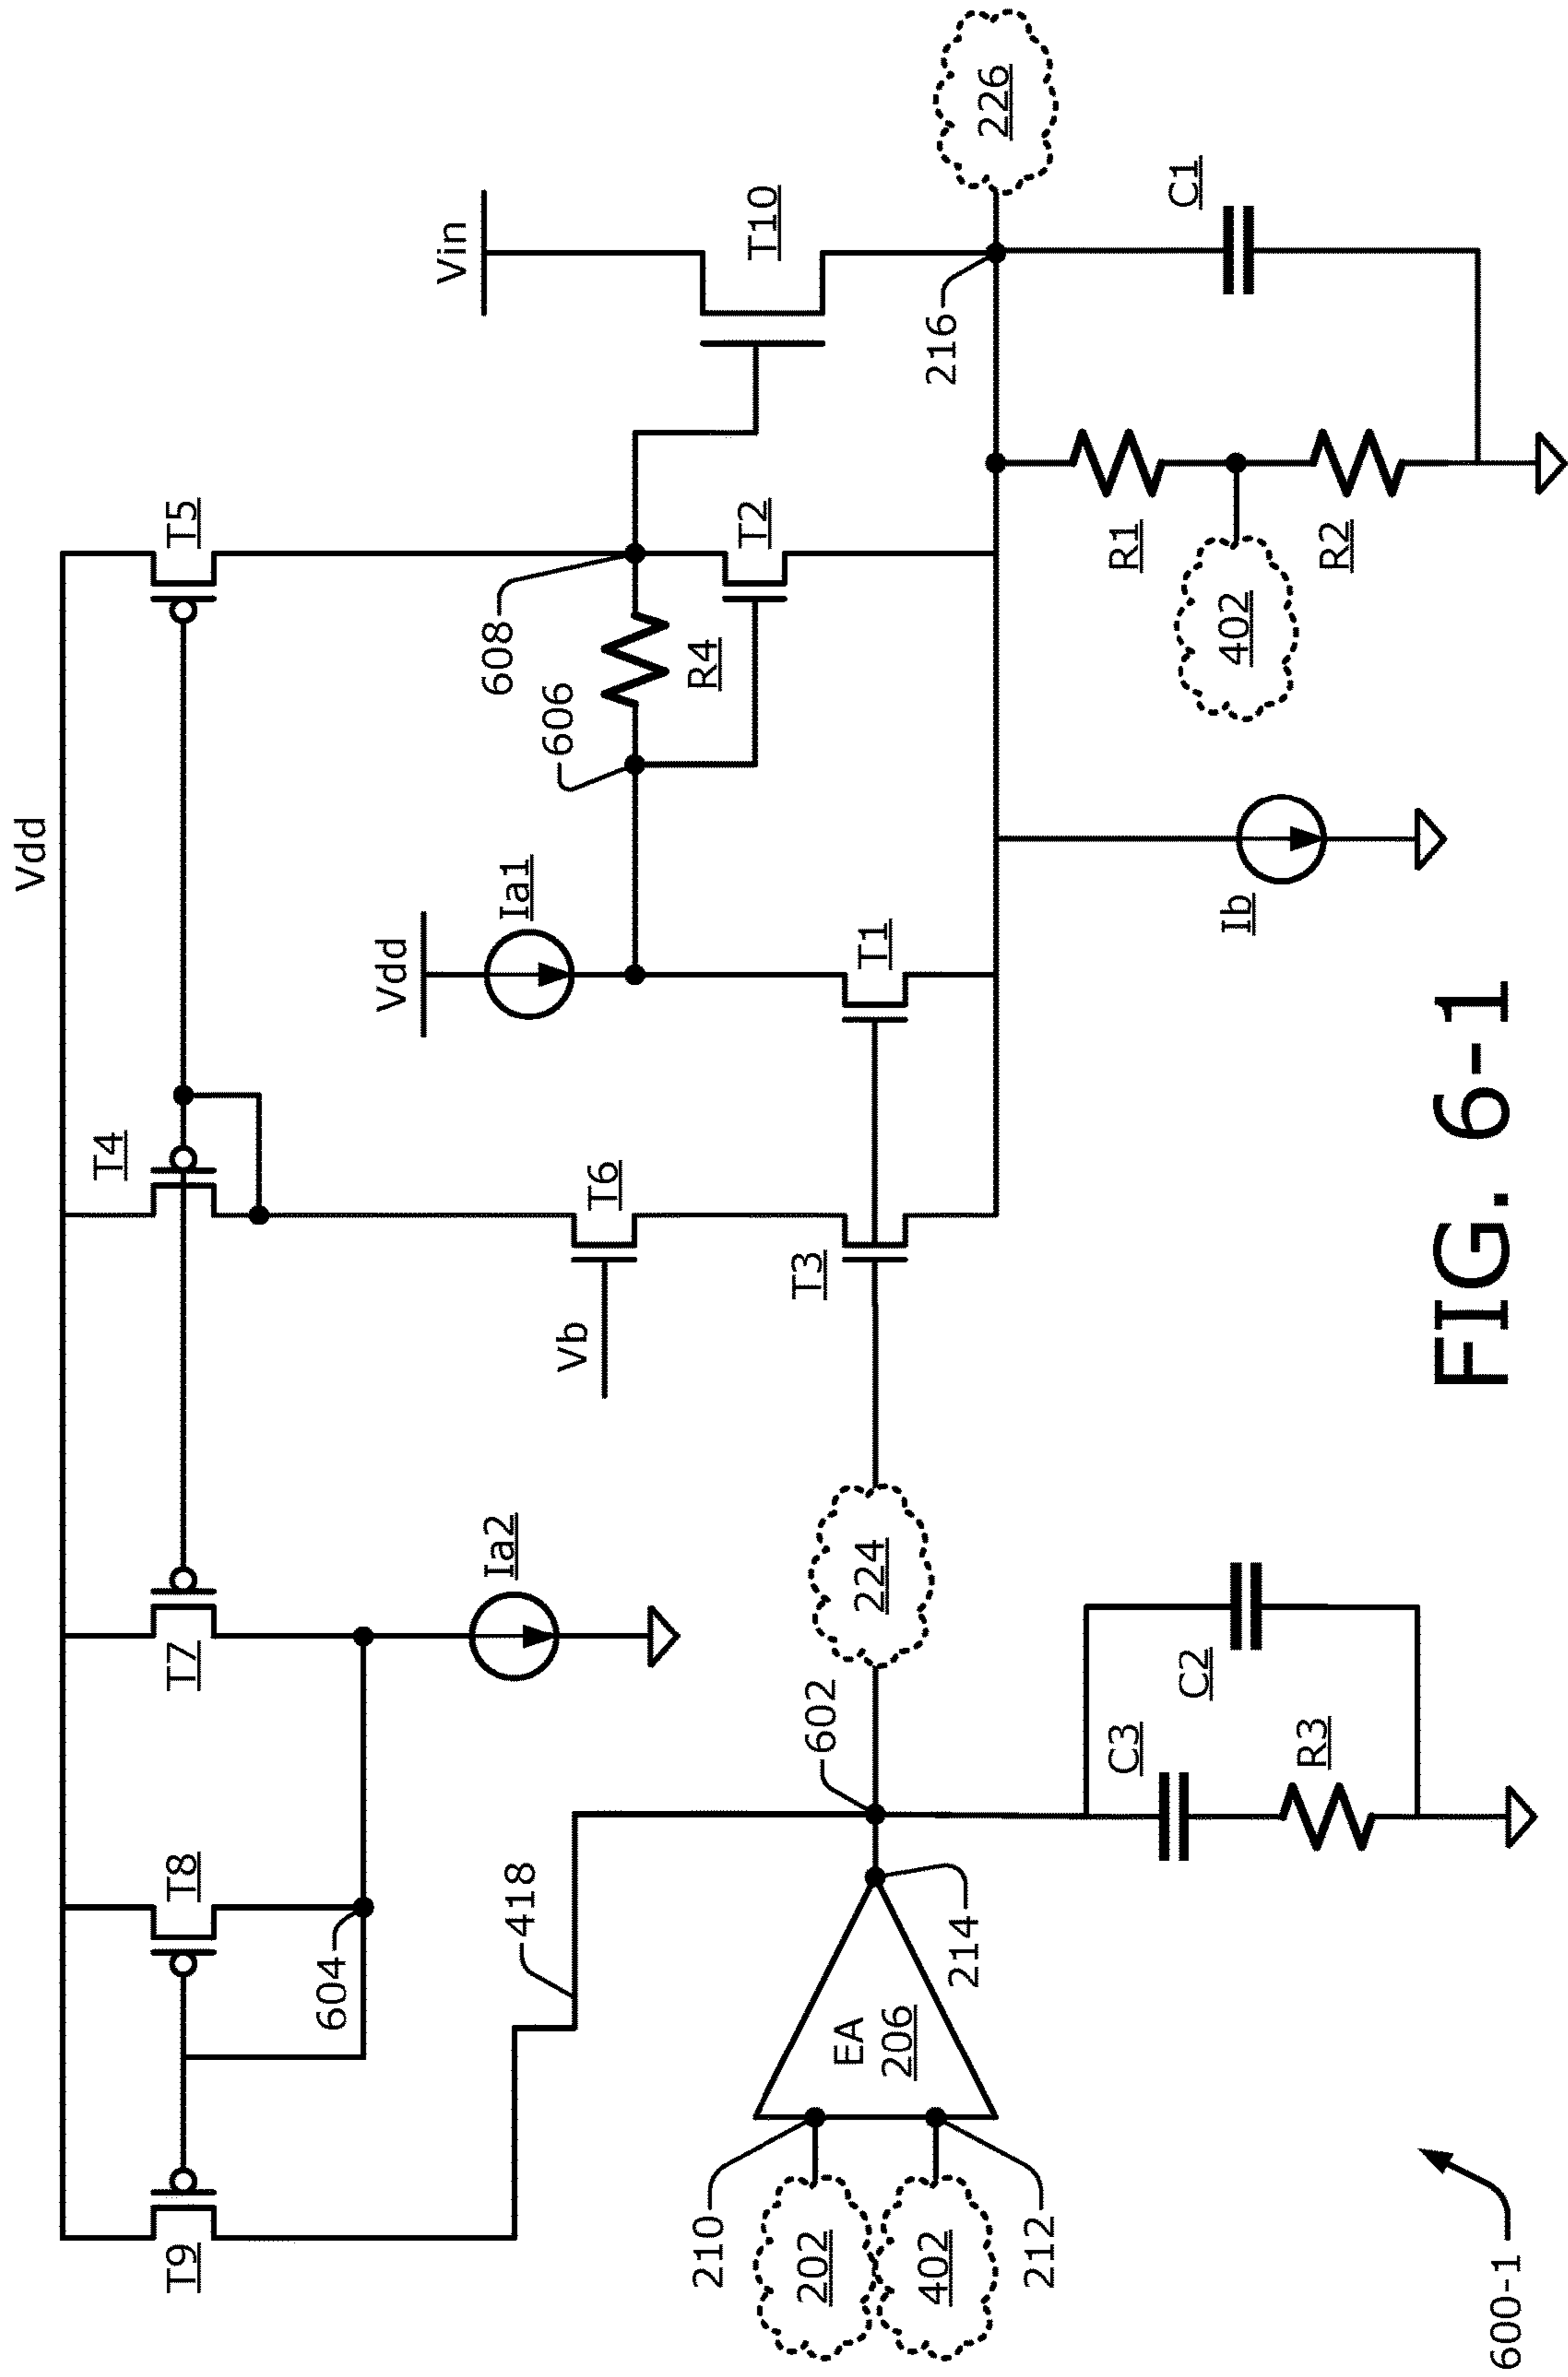 Vdd
T9
T8
T7
T4
T5
604
Ia2
Vdd
Ia1
608
Vin
418
Vb
T6
606
R4
T2
T10
210
202
402
212
EA
206
214
602
224
T3
T1
216
226
C3
C2
R3
Ib
402
R1
R2
C1
600-1
FIG. 6-1